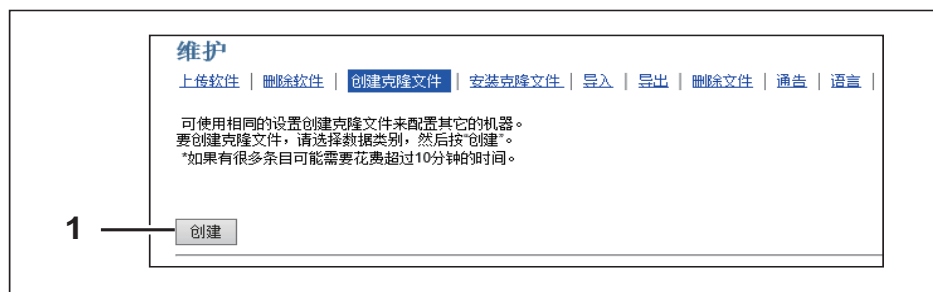 维护
上传软件 | 删除软件 | 创建克隆文件 | 安装克隆文件 | 导入 | 导出 | 删除文件 | 通告 | 语言 |
可使用相同的设置创建克隆文件来配置其它的机器。
要创建克隆文件，请选择数据类别，然后按“创建”。
*如果有很多条目可能需要花费超过10分钟的时间。
1 创建